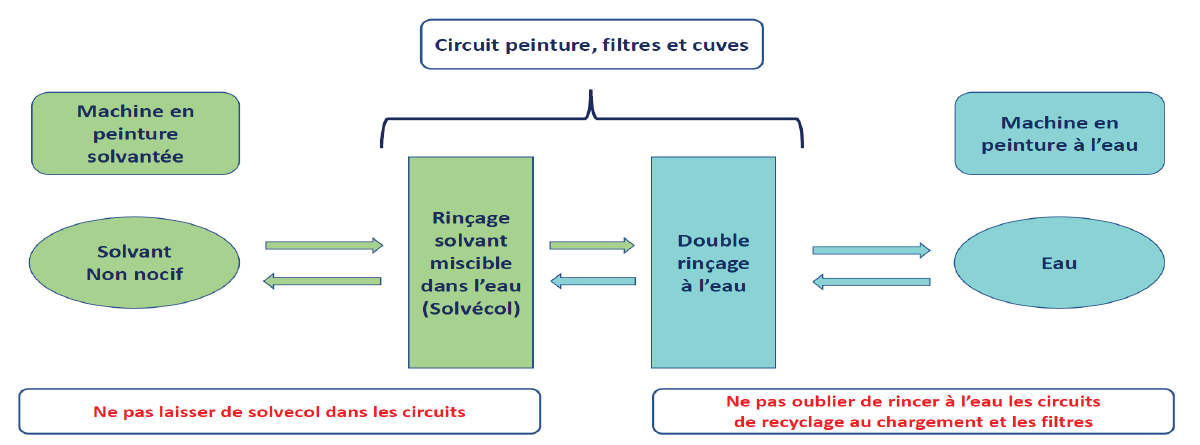 Circuit peinture, filtres et cuves
Machine en
peinture
solvantée
Machine en
peinture à l’eau
Solvant
Non nocif
Rinçage
solvant
miscible
dans l’eau
(Solvécol)
Double
rinçage
à l’eau
Eau
Ne pas laisser de solvecol dans les circuits
Ne pas oublier de rincer à l’eau les circuits
de recyclage au chargement et les filtres